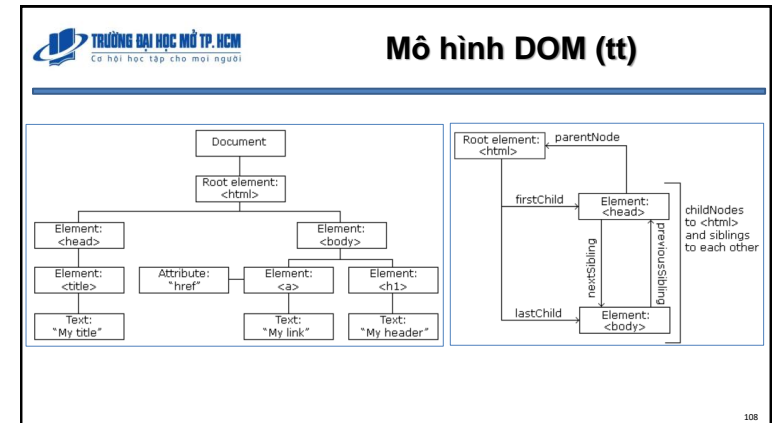 TRƯỜNG ĐẠI HỌC MỞ TP. HCM
Cơ hội học tập cho mọi người
Mô hình DOM (tt)
Document
Root element:
<html>
Element:
<head>
Element:
<body>
Element:
<title>
Attribute:
"href"
Element:
<a>
Element:
<h1>
Text:
"My title"
Text:
"My link"
Text:
"My header"
Root element:
<html>
parentNode
firstChild
Element:
<head>
nextSibling
previousSibling
lastChild
Element:
<body>
childNodes
to <html>
and siblings
to each other
108